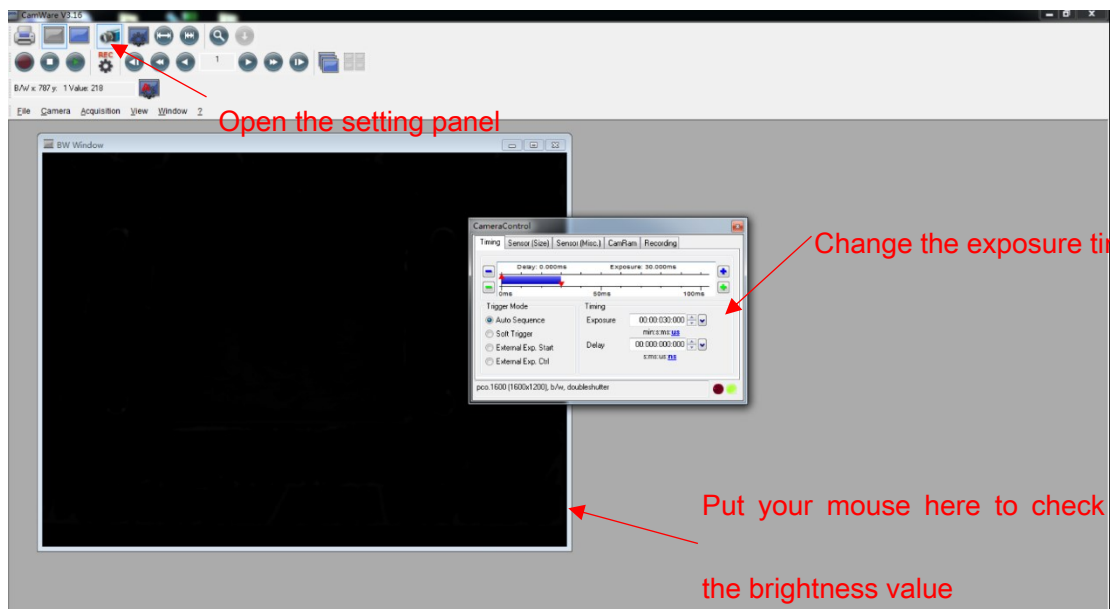 CamWare V3.16
REC
1
B/W x: 787 y: 1 Value: 218
File Camera Acquisition View Window ?
Open the setting panel
BW Window
CameraControl
Timing Sensor (Size) Sensor (Misc.) CamRam Recording
Delay: 0.000ms Exposure: 30.000ms
0ms 50ms 100ms
Trigger Mode Timing
Auto Sequence Exposure 00:00:030:000
Soft Trigger min:s:ms:us
External Exp. Start Delay 00:000:000:000
External Exp. Ctrl s:ms:us:ns
pco.1600 (1600x1200), b/w, doubleshutter
Change the exposure ti
Put your mouse here to check
the brightness value